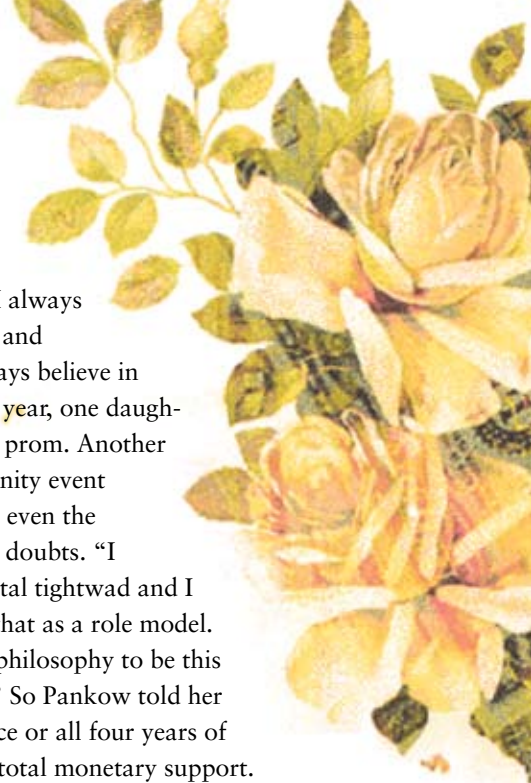 I always
and
ays believe in
year, one daugh-
prom. Another
nity event
even the
doubts. “I
tal tightwad and I
hat as a role model.
philosophy to be this
So Pankow told her
ce or all four years of
total monetary support.